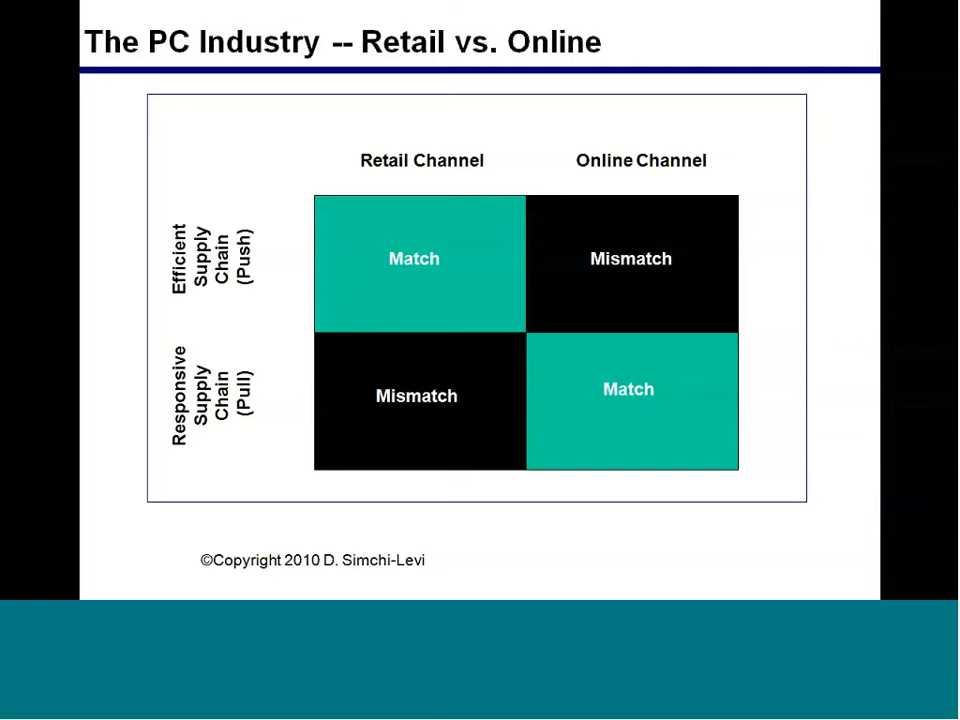 The PC Industry -- Retail vs. Online
Retail Channel
Online Channel
Efficient
Supply
Chain
(Push)
Match
Mismatch
Responsive
Supply
Chain
(Pull)
Mismatch
Match
©Copyright 2010 D. Simchi-Levi